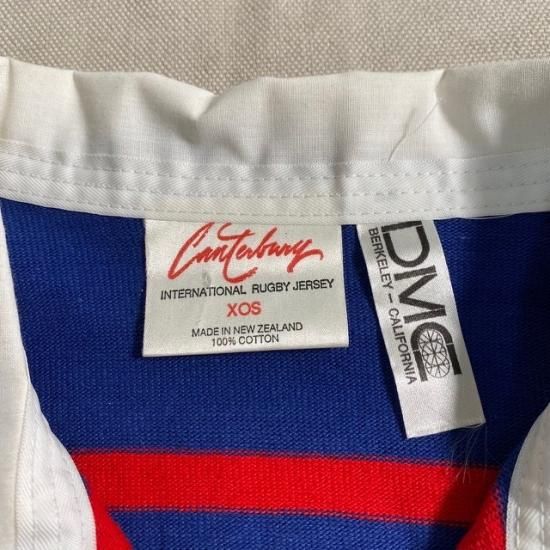 Canterbury
INTERNATIONAL RUGBY JERSEY
XOS
MADE IN NEW ZEALAND
100% COTTON
DMC
BERKELEY - CALIFORNIA